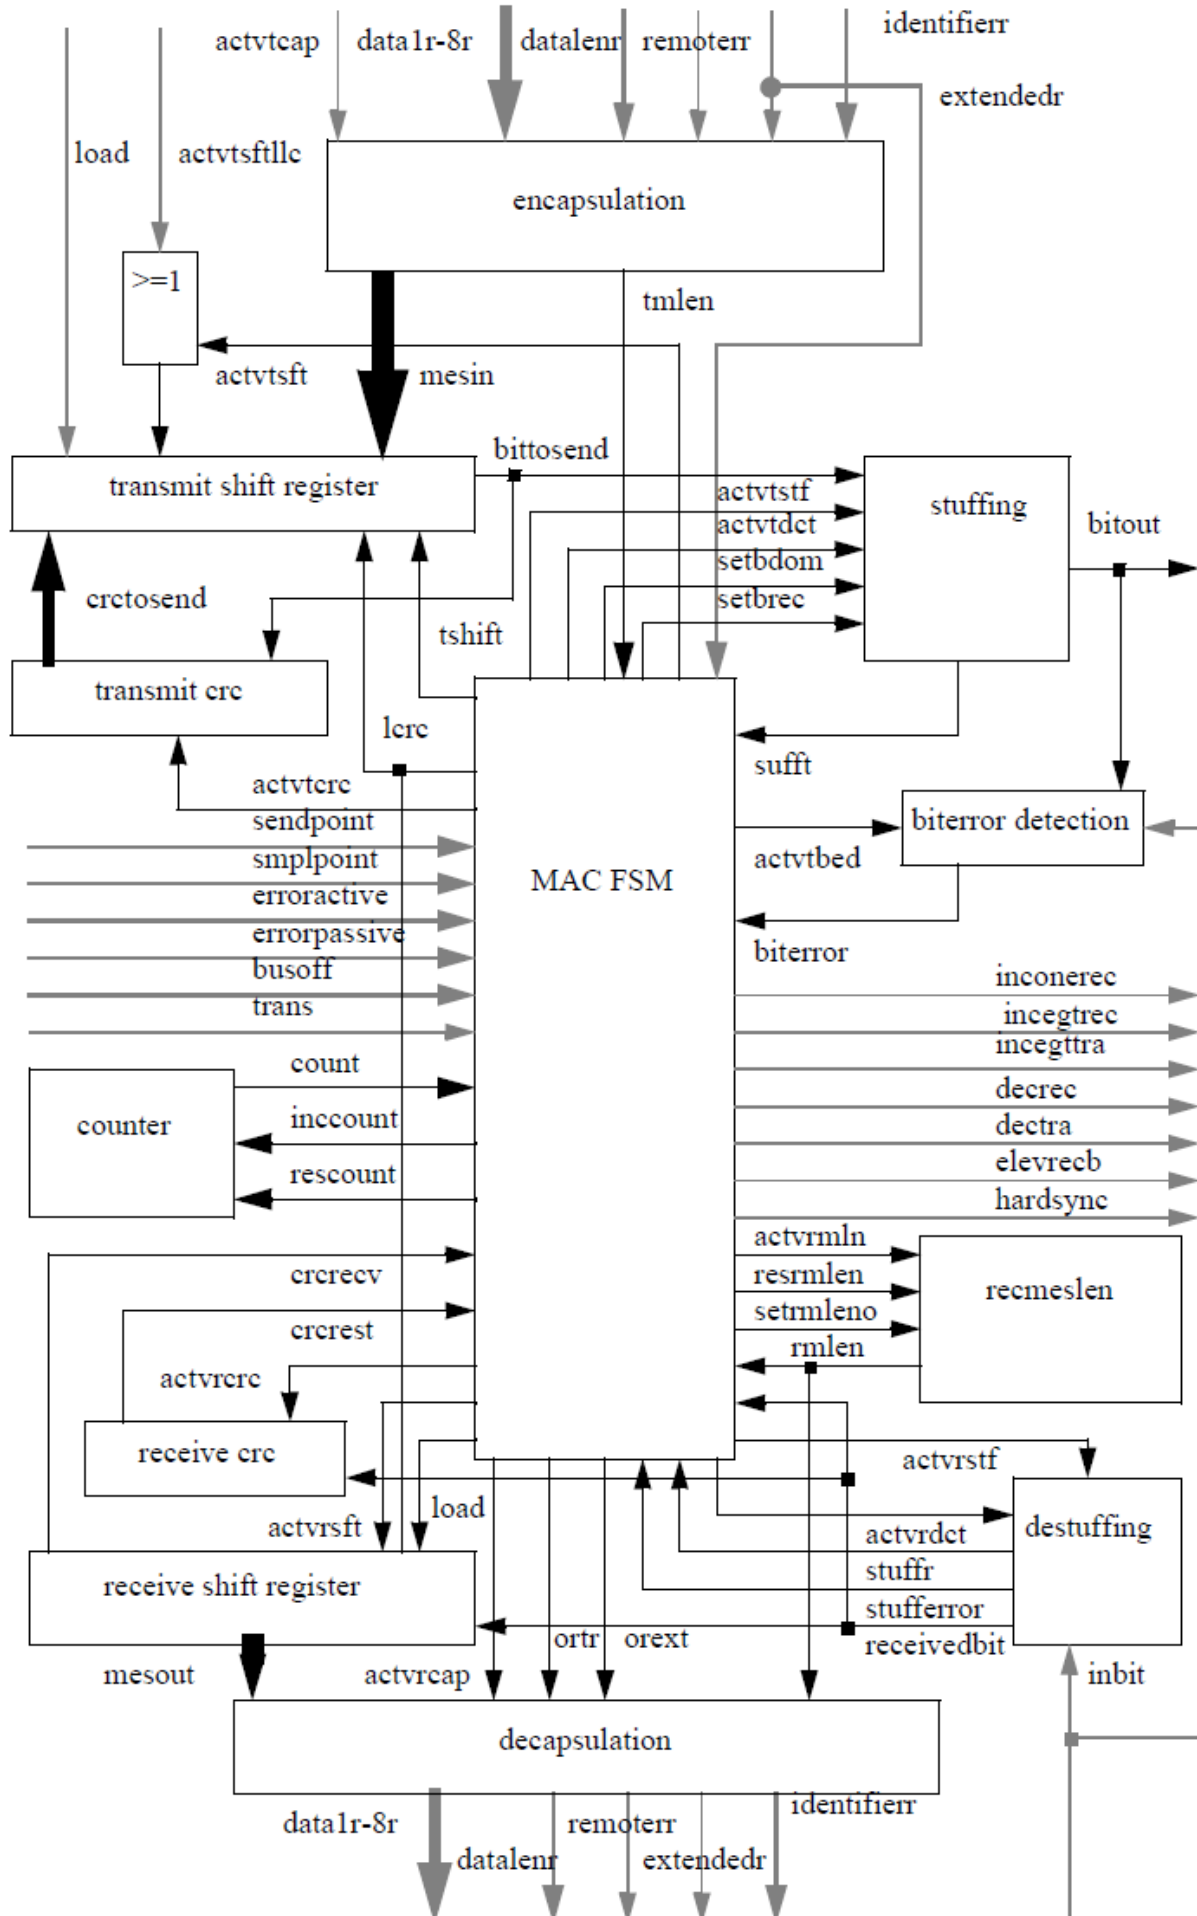 identifierr
actvtcap data1r-8r datalenr remoterr
extendedr
load actvtsftllc
encapsulation
>=1
tmlen
actvtsft mesin
bittosend
transmit shift register
actvtstf
stuffing
actvtdct
bitout
setbdom
crctosend
setbrec
tshift
transmit crc
lcrc
sufft
actvtcrc
sendpoint
biterror detection
smplpoint
actvtbed
MAC FSM
erroractive
errorpassive
biterror
busoff
inconerec
trans
incegtrec
incegttra
count
decrec
inccount
counter
dectra
elevrecb
rescount
hardsync
actvrmln
crcrecv
resrmlen
recmeslen
setrmleno
crcrest
rmlen
actvrcrc
receive crc
actvrstf
load
actvrsft
destuffing
actvrdct
stuffr
receive shift register
stufferror
ortr orext
receivedbit
mesout
actvrcap
inbit
decapsulation
identifierr
data1r-8r
remoterr
datalenr
extendedr